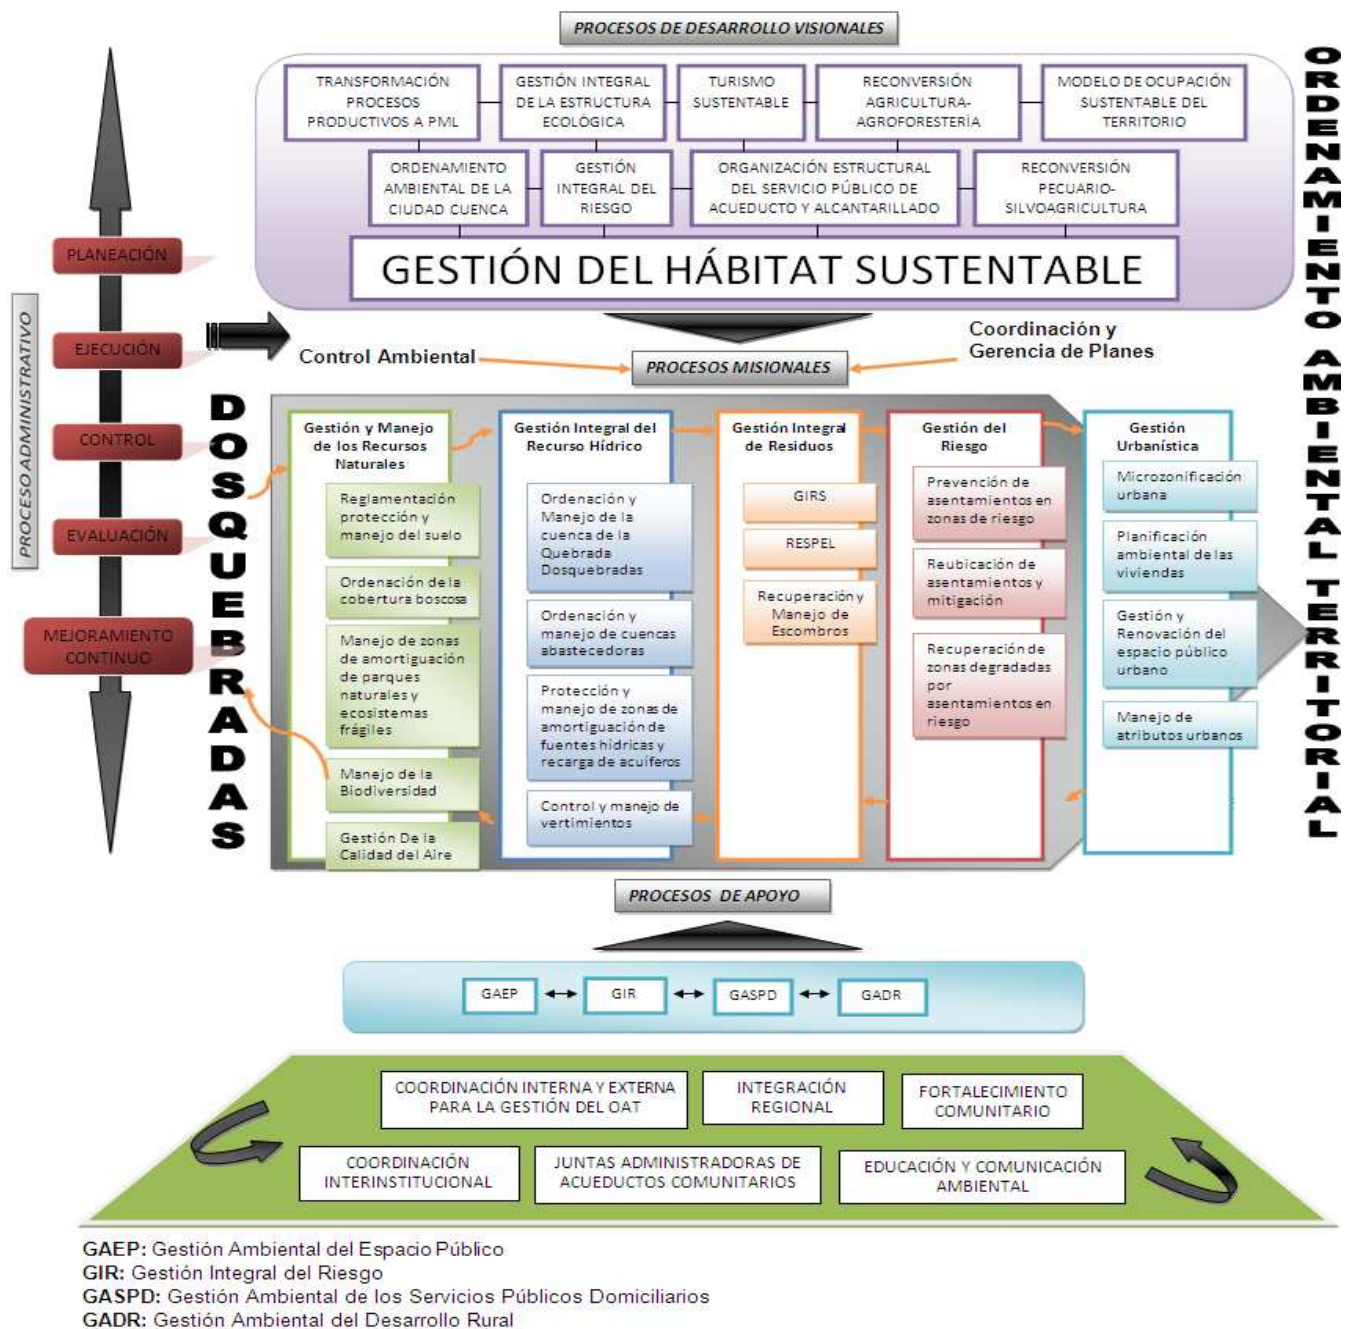 PROCESOS DE DESARROLLO VISIONALES
TRANSFORMACIÓN
PROCESOS
PRODUCTIVOS A PML
GESTIÓN INTEGRAL
DE LA ESTRUCTURA
ECOLÓGICA
TURISMO
SUSTENTABLE
RECONVERSIÓN
AGRICULTURA-
AGROFORESTERÍA
MODELO DE OCUPACIÓN
SUSTENTABLE DEL
TERRITORIO
ORDENAMIENTO
AMBIENTAL DE LA
CIUDAD CUENCA
GESTIÓN
INTEGRAL DEL
RIESGO
ORGANIZACIÓN ESTRUCTURAL
DEL SERVICIO PÚBLICO DE
ACUEDUCTO Y ALCANTARILLADO
RECONVERSIÓN
PECUARIO-
SILVOAGRICULTURA
GESTIÓN DEL HÁBITAT SUSTENTABLE
PROCESO ADMINISTRATIVO
PLANEACIÓN
EJECUCIÓN
CONTROL
EVALUACIÓN
MEJORAMIENTO
CONTINUO
DOSQUEBRADAS
Control Ambiental
PROCESOS MISIONALES
Coordinación y
Gerencia de Planes
Gestión y Manejo
de los Recursos
Naturales
Reglamentación
protección y
manejo del suelo
Ordenación de la
cobertura boscosa
Manejo de zonas
de amortiguación
de parques
naturales y
ecosistemas
frágiles
Manejo de la
Biodiversidad
Gestión De la
Calidad del Aire
Gestión Integral del
Recurso Hídrico
Ordenación y
Manejo de la
cuenca de la
Quebrada
Dosquebradas
Ordenación y
manejo de cuencas
abastecedoras
Protección y
manejo de zonas de
amortiguación de
fuentes hídricas y
recarga de acuíferos
Control y manejo de
vertimientos
Gestión Integral
de Residuos
GIRS
RESPEL
Recuperación y
Manejo de
Escombros
Gestión del
Riesgo
Prevención de
asentamientos en
zonas de riesgo
Reubicación de
asentamientos y
mitigación
Recuperación de
zonas degradadas
por
asentamientos en
riesgo
Gestión
Urbanística
Microzonificación
urbana
Planificación
ambiental de las
viviendas
Gestión y
Renovación del
espacio público
urbano
Manejo de
atributos urbanos
ORDENAMIENTO AMBIENTAL TERRITORIAL
PROCESOS DE APOYO
GAEP
GIR
GASPD
GADR
COORDINACIÓN INTERNA Y EXTERNA
PARA LA GESTIÓN DEL OAT
INTEGRACIÓN
REGIONAL
FORTALECIMIENTO
COMUNITARIO
COORDINACIÓN
INTERINSTITUCIONAL
JUNTAS ADMINISTRADORAS DE
ACUEDUCTOS COMUNITARIOS
EDUCACIÓN Y COMUNICACIÓN
AMBIENTAL
GAEP: Gestión Ambiental del Espacio Público
GIR: Gestión Integral del Riesgo
GASPD: Gestión Ambiental de los Servicios Públicos Domiciliarios
GADR: Gestión Ambiental del Desarrollo Rural